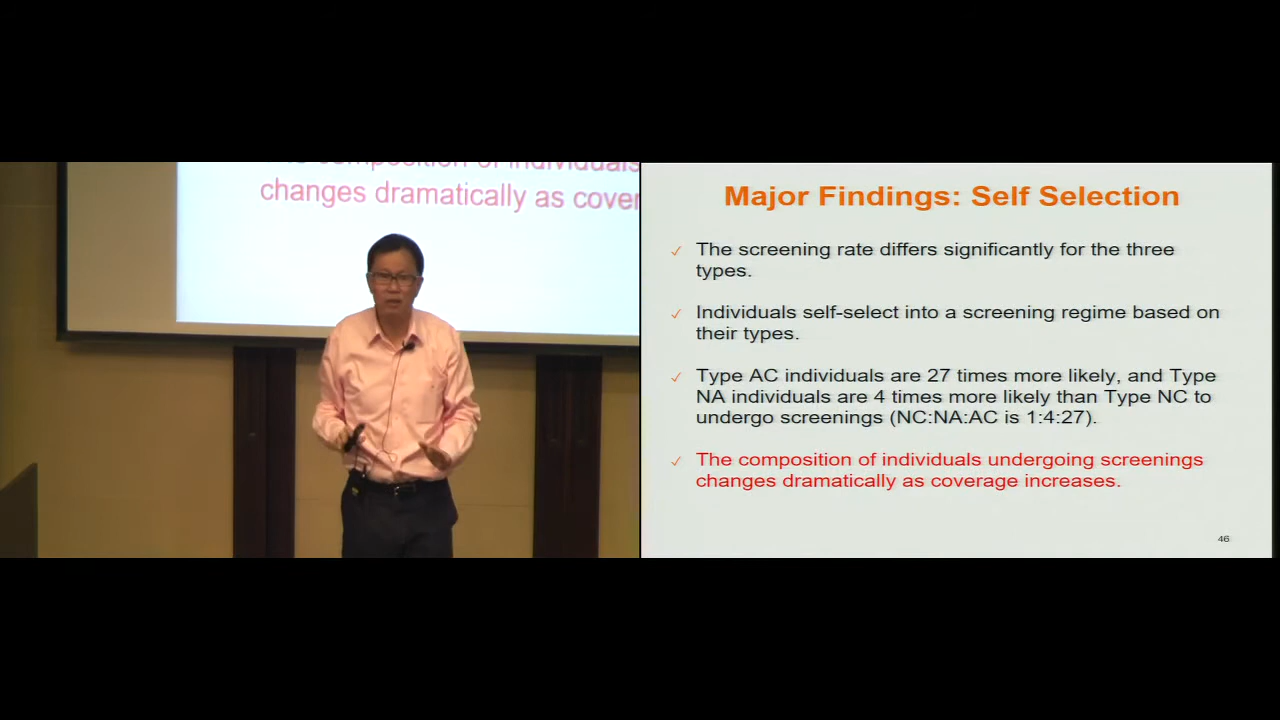 composition of individuals
changes dramatically as
Major Findings: Self Selection
✓ The screening rate differs significantly for the three
types.
✓ Individuals self-select into a screening regime based on
their types.
✓ Type AC individuals are 27 times more likely, and Type
NA individuals are 4 times more likely than Type NC to
undergo screenings (NC:NA:AC is 1:4:27).
✓ The composition of individuals undergoing screenings
changes dramatically as coverage increases.
46